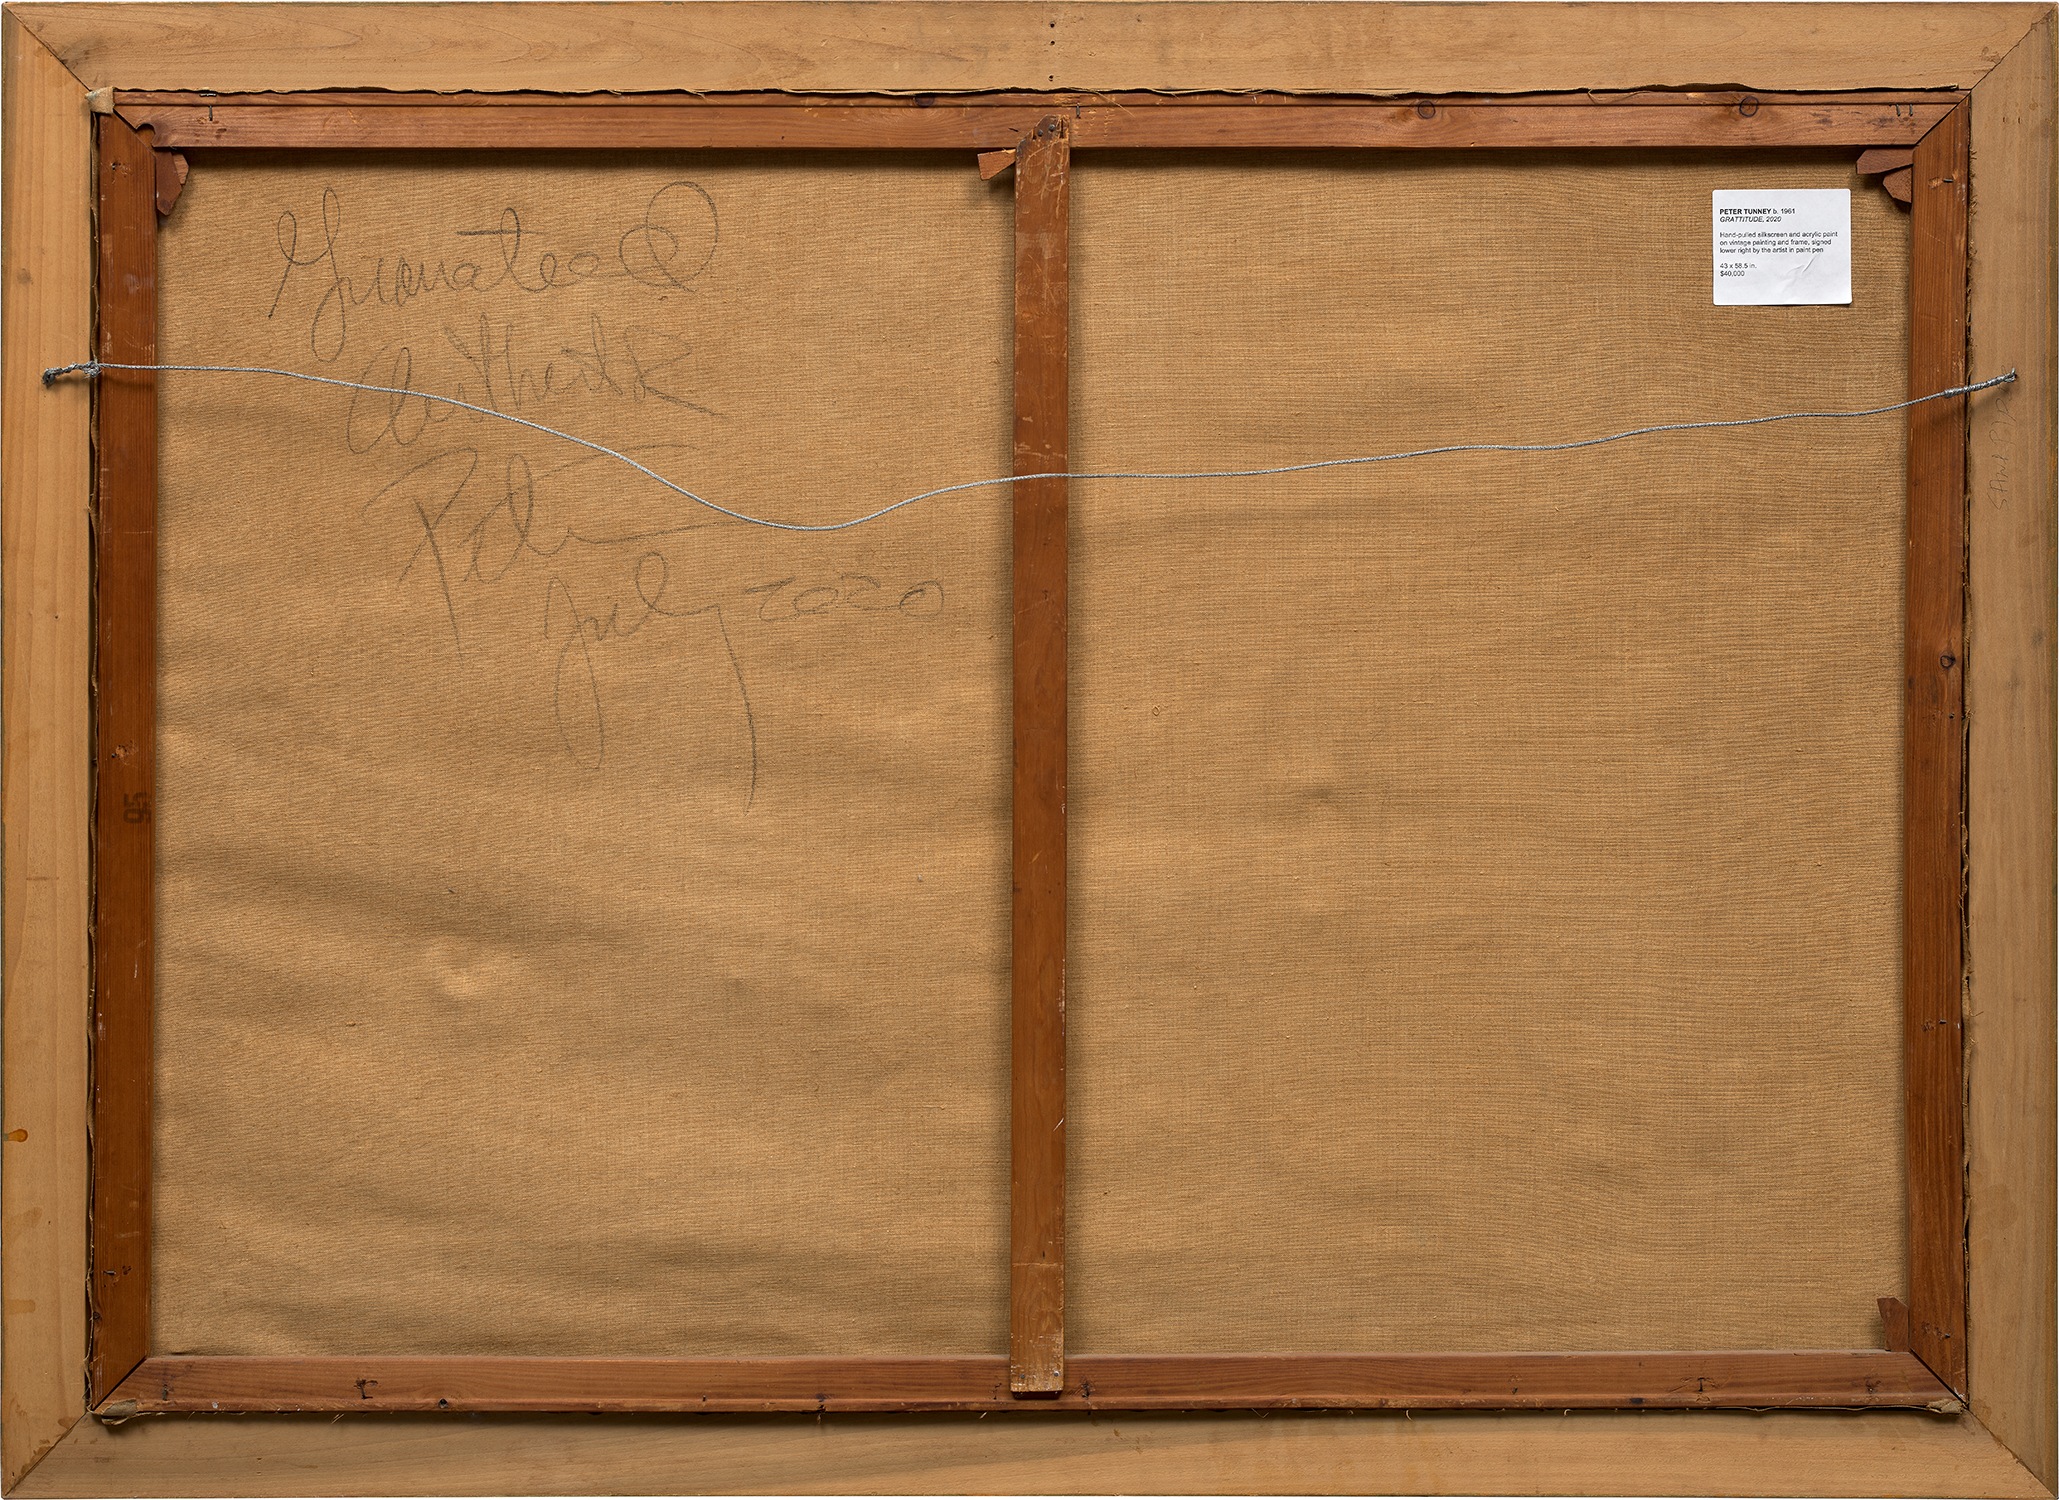 Guaranteed
Authentic
Peter
July 2020
PETER TUNNEY b. 1961
GRATTITUDE, 2020
Hand-pulled silkscreen and acrylic paint
on vintage painting and frame, signed
lower right by the artist in paint pen
43 x 58.5 in.
$40,000
95